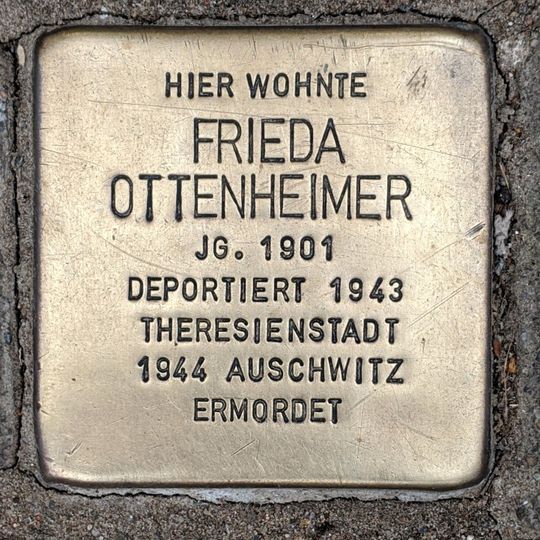 HIER WOHNTE
FRIEDA
OTTENHEIMER
JG. 1901
DEPORTIERT 1943
THERESIENSTADT
1944 AUSCHWITZ
ERMORDET